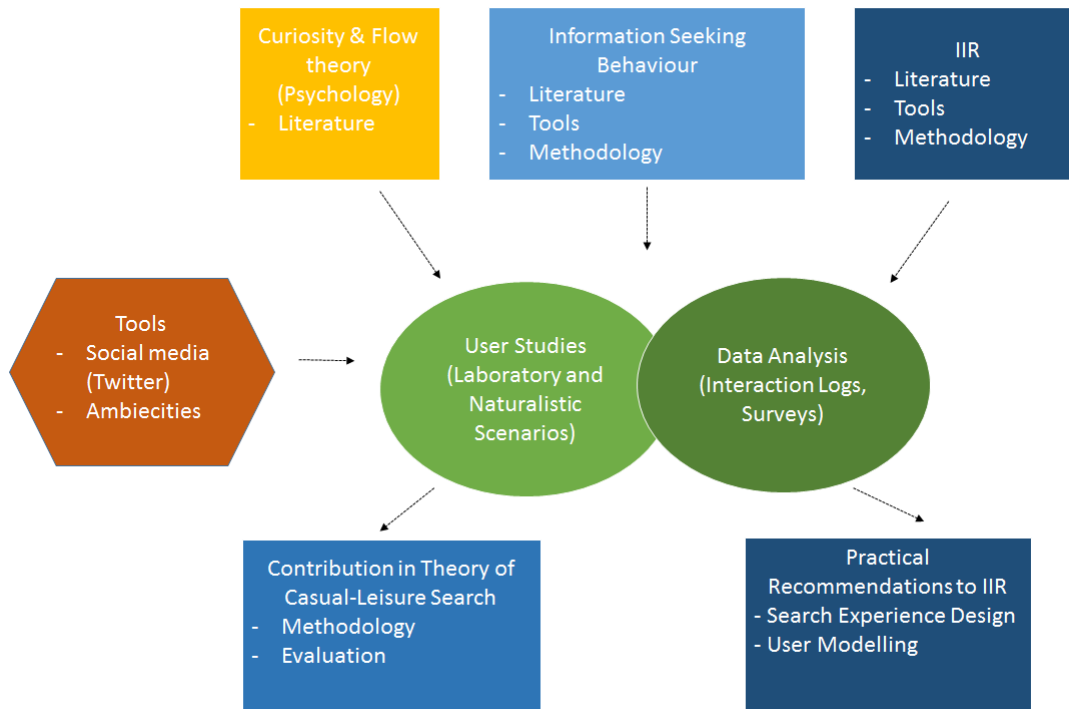 Curiosity & Flow
theory
(Psychology)
- Literature
Information Seeking
Behaviour
- Literature
- Tools
- Methodology
IIR
- Literature
- Tools
- Methodology
Tools
- Social media
(Twitter)
- Ambiecities
User Studies
(Laboratory and
Naturalistic
Scenarios)
Data Analysis
(Interaction Logs,
Surveys)
Contribution in Theory of
Casual-Leisure Search
- Methodology
- Evaluation
Practical
Recommendations to IIR
- Search Experience Design
- User Modelling